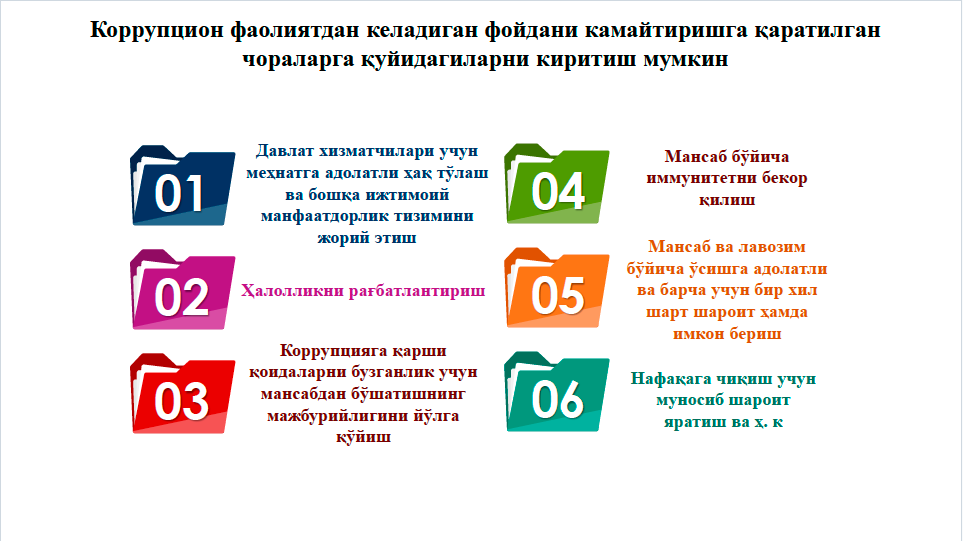 Коррупцион фаолиятдан келадиган фойдани камайтиришга қаратилган
чораларга қуйидагиларни киритиш мумкин
01
Давлат хизматчилари учун
меҳнатга адолатли ҳақ тўлаш
ва бошқа ижтимоий
манфаатдорлик тизимини
жорий этиш
02
Ҳалолликни рағбатлантириш
03
Коррупцияга қарши
қоидаларни бузганлик учун
мансабдан бўшатишнинг
мажбурийлигини йўлга
қўйиш
04
Мансаб бўйича
иммунитетни бекор
қилиш
05
Мансаб ва лавозим
бўйича ўсишга адолатли
ва барча учун бир хил
шарт шароит ҳамда
имкон бериш
06
Нафақага чиқиш учун
муносиб шароит
яратиш ва ҳ. к